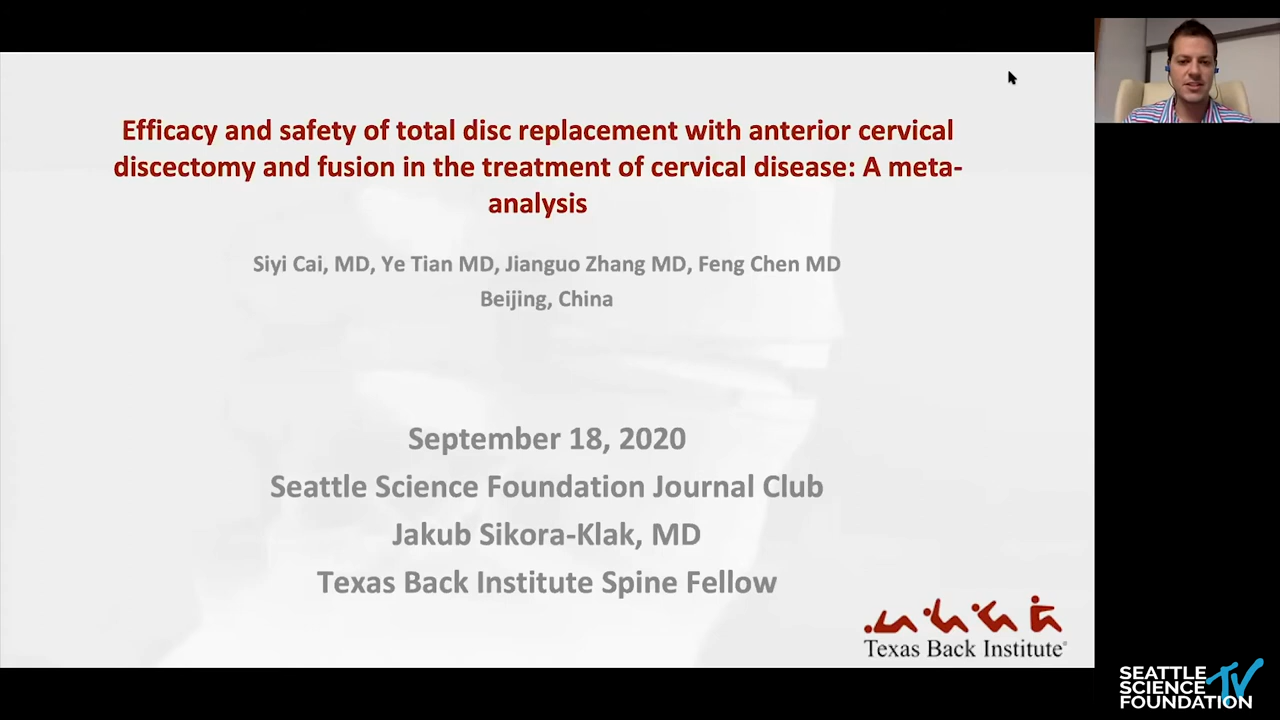 Efficacy and safety of total disc replacement with anterior cervical
discectomy and fusion in the treatment of cervical disease: A meta-
analysis
Siyi Cai, MD, Ye Tian MD, Jianguo Zhang MD, Feng Chen MD
Beijing, China
September 18, 2020
Seattle Science Foundation Journal Club
Jakub Sikora-Klak, MD
Texas Back Institute Spine Fellow
Texas Back Institute®
SEATTLE
SCIENCE TV
FOUNDATION